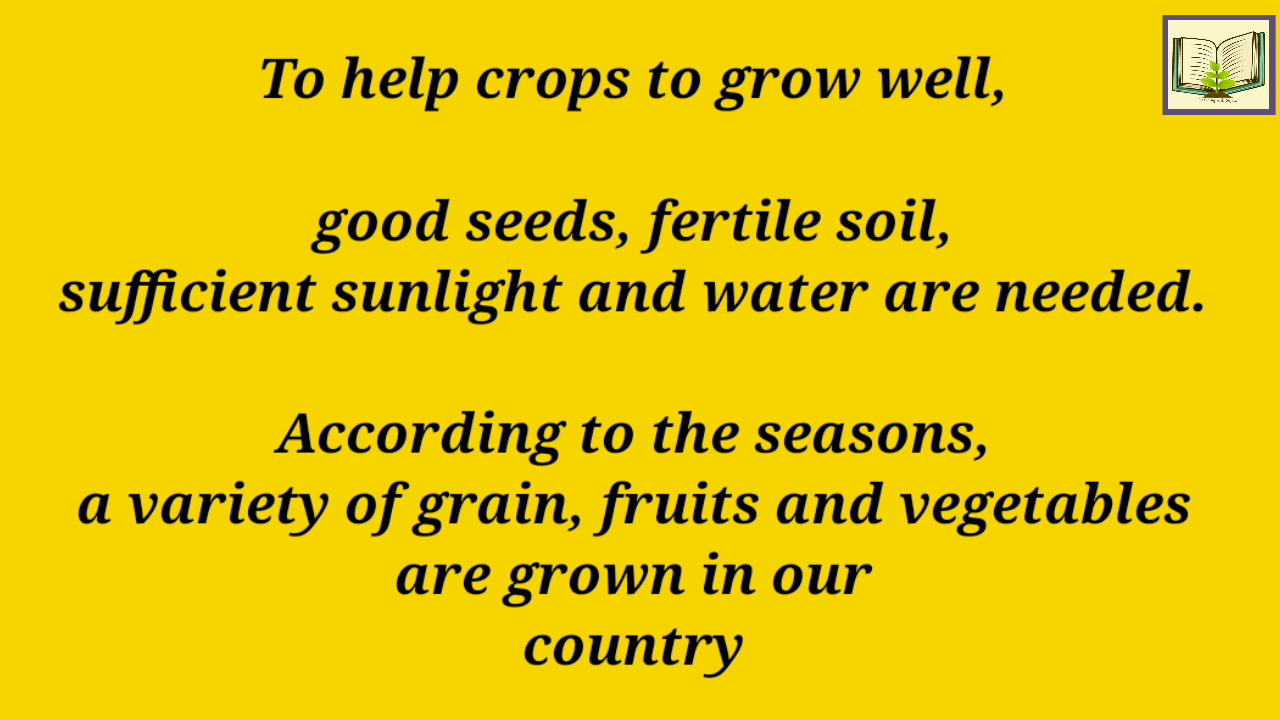 To help crops to grow well,
good seeds, fertile soil,
sufficient sunlight and water are needed.
According to the seasons,
a variety of grain, fruits and vegetables
are grown in our
country